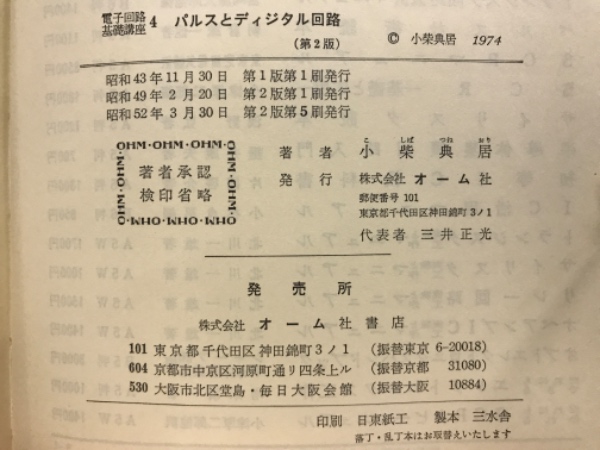 電子回路基礎講座 4 パルスとディジタル回路
(第2版)
© 小柴典居 1974
昭和43年11月30日 第1版第1刷発行
昭和49年2月20日 第2版第1刷発行
昭和52年3月30日 第2版第5刷発行
OHM・OHM・OHM・OHM
著者承認
検印省略
こ しば つね おり
著者 小柴典居
発行 株式会社 オーム社
郵便番号 101
東京都千代田区神田錦町3ノ1
代表者 三井正光
発売所
株式会社 オーム社書店
101 東京都千代田区神田錦町3ノ1 (振替東京 6-20018)
604 京都市中京区河原町通リ四条上ル (振替京都 31080)
530 大阪市北区堂島・毎日大阪会館 (振替大阪 10884)
印刷 日東紙工 製本 三水舎
落丁・乱丁本はお取替えいたします